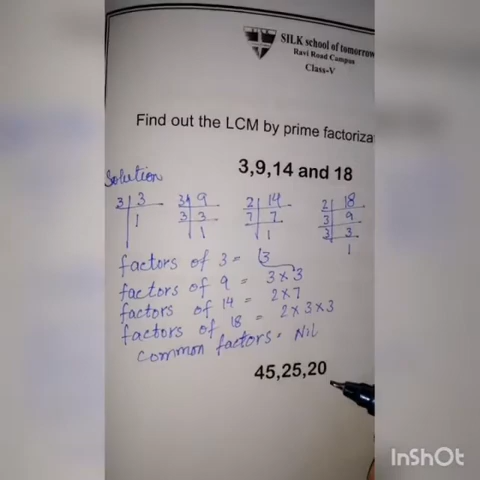 SILK school of tomorrow
Ravi Road Campus
Class-V
Find out the LCM by prime
3,9,14 and 18
Solution
3 3
1
3 9
3 3
1
2 14
7 7
1
2 18
3 9
3 3
1
factors of 3 = 3
factors of 9 = 3 × 3
factors of 14 = 2 × 7
factors of 18 = 2 × 3 × 3
common factors = Nil
45,25,20
InShOt